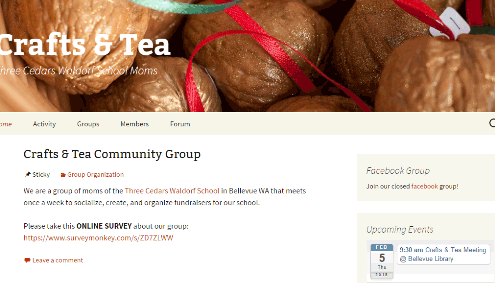 Crafts & Tea
Three Cedars Waldorf School Moms
ome
Activity
Groups
Members
Forum
Crafts & Tea Community Group
Sticky
Group Organization
We are a group of moms of the Three Cedars Waldorf School in Bellevue WA that meets
once a week to socialize, create, and organize fundraisers for our school.
Please take this ONLINE SURVEY about our group:
https://www.surveymonkey.com/s/ZD7ZLWW
Leave a comment
Facebook Group
Join our closed facebook group!
Upcoming Events
FEB
5
Thu
9:30 am Crafts & Tea Meeting
@ Bellevue Library